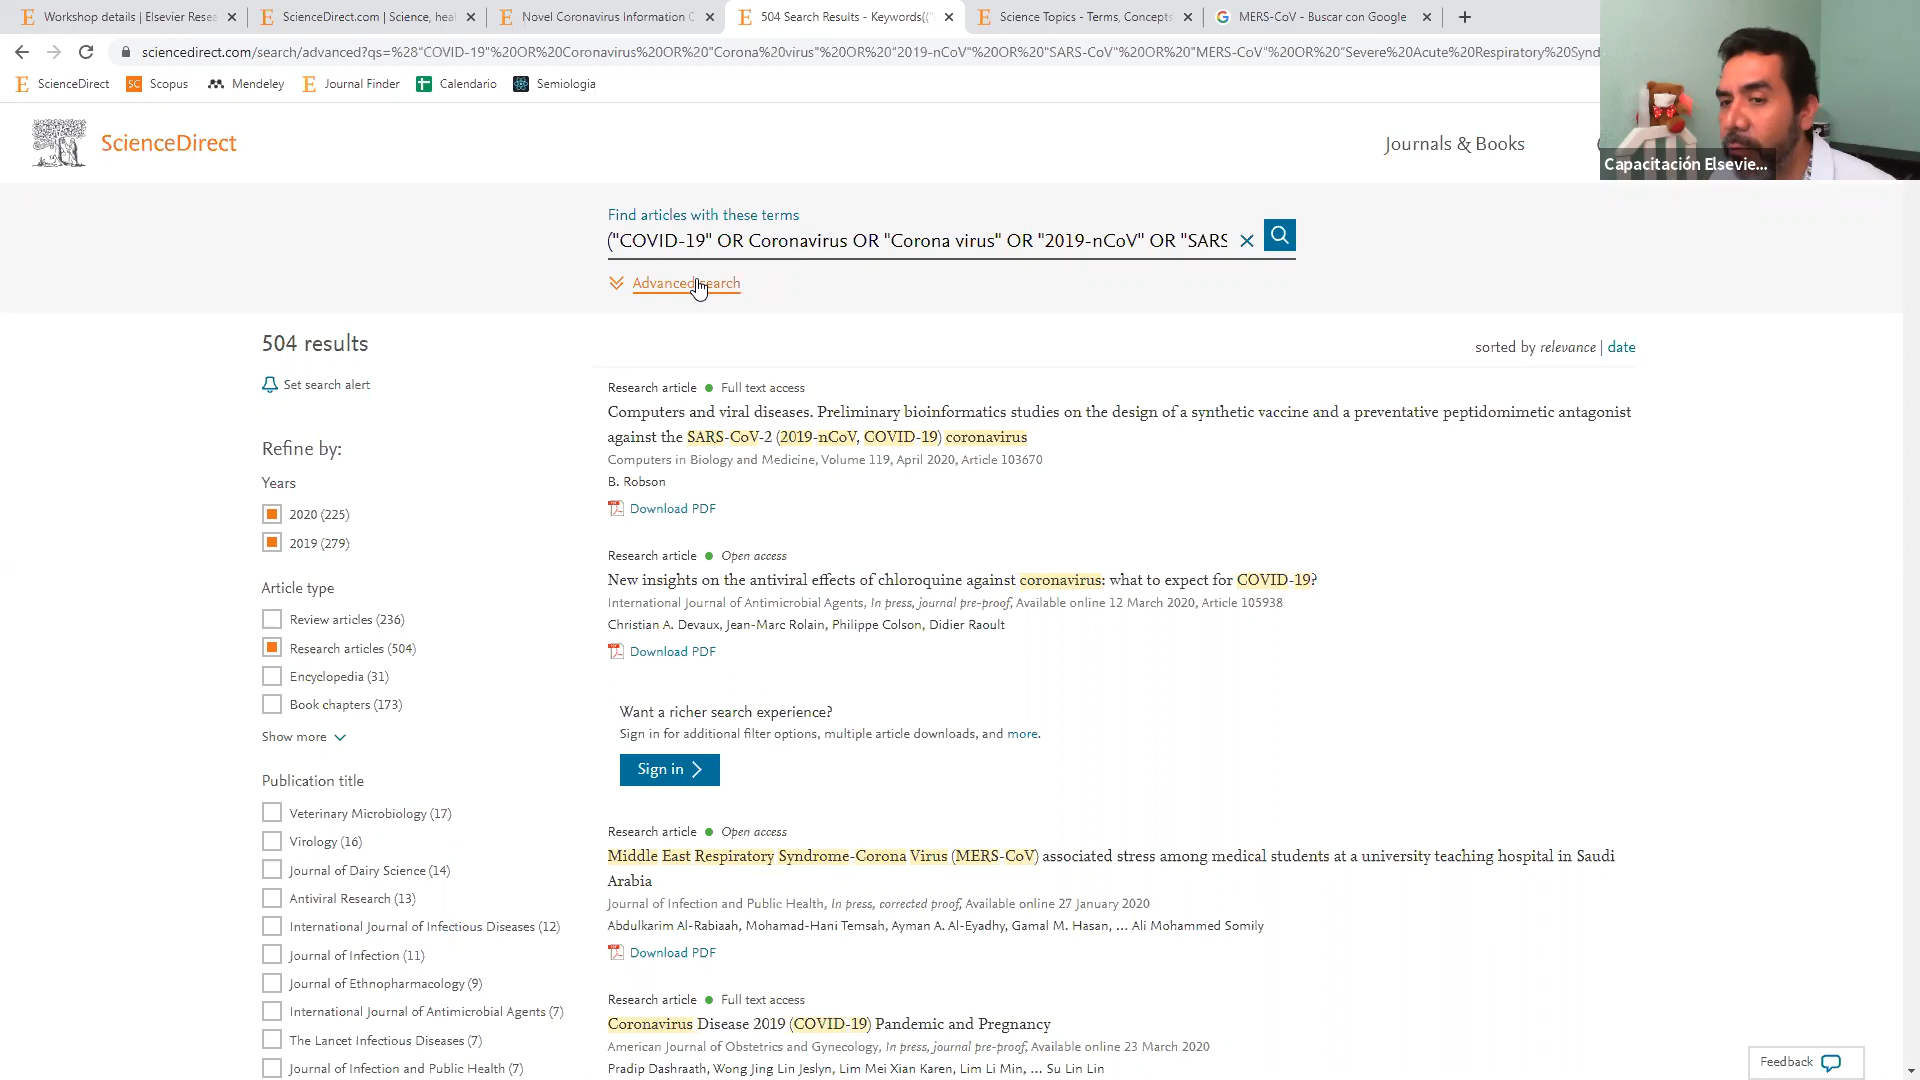 Workshop details | Elsevier Rese
ScienceDirect.com | Science, heal
Novel Coronavirus Information C
504 Search Results - Keywords(("
Science Topics - Terms, Concepts
MERS-CoV - Buscar con Google
sciencedirect.com/search/advanced?qs=%28"COVID-19"%20OR%20Coronavirus%20OR%20"Corona%20virus"%20OR%20"2019-nCoV"%20OR%20"SARS-CoV"%20OR%20"MERS-CoV"%20OR%20"Severe%20Acute%20Respiratory%20Synd
ScienceDirect
Scopus
Mendeley
Journal Finder
Calendario
Semiologia
ScienceDirect
Journals & Books
Capacitación Elsevie...
Find articles with these terms
("COVID-19" OR Coronavirus OR "Corona virus" OR "2019-nCoV" OR "SARS
Advanced search
504 results
Set search alert
Refine by:
Years
2020 (225)
2019 (279)
Article type
Review articles (236)
Research articles (504)
Encyclopedia (31)
Book chapters (173)
Show more
Publication title
Veterinary Microbiology (17)
Virology (16)
Journal of Dairy Science (14)
Antiviral Research (13)
International Journal of Infectious Diseases (12)
Journal of Infection (11)
Journal of Ethnopharmacology (9)
International Journal of Antimicrobial Agents (7)
The Lancet Infectious Diseases (7)
Journal of Infection and Public Health (7)
sorted by relevance | date
Research article Full text access
Computers and viral diseases. Preliminary bioinformatics studies on the design of a synthetic vaccine and a preventative peptidomimetic antagonist
against the SARS-CoV-2 (2019-nCoV, COVID-19) coronavirus
Computers in Biology and Medicine, Volume 119, April 2020, Article 103670
B. Robson
Download PDF
Research article Open access
New insights on the antiviral effects of chloroquine against coronavirus: what to expect for COVID-19?
International Journal of Antimicrobial Agents, In press, journal pre-proof, Available online 12 March 2020, Article 105938
Christian A. Devaux, Jean-Marc Rolain, Philippe Colson, Didier Raoult
Download PDF
Want a richer search experience?
Sign in for additional filter options, multiple article downloads, and more.
Sign in
Research article Open access
Middle East Respiratory Syndrome-Corona Virus (MERS-CoV) associated stress among medical students at a university teaching hospital in Saudi
Arabia
Journal of Infection and Public Health, In press, corrected proof, Available online 27 January 2020
Abdulkarim Al-Rabiaah, Mohamad-Hani Temsah, Ayman A. Al-Eyadhy, Gamal M. Hasan, ... Ali Mohammed Somily
Download PDF
Research article Full text access
Coronavirus Disease 2019 (COVID-19) Pandemic and Pregnancy
American Journal of Obstetrics and Gynecology, In press, journal pre-proof, Available online 23 March 2020
Pradip Dashraath, Wong Jing Lin Jeslyn, Lim Mei Xian Karen, Lim Li Min, ... Su Lin Lin
Feedback